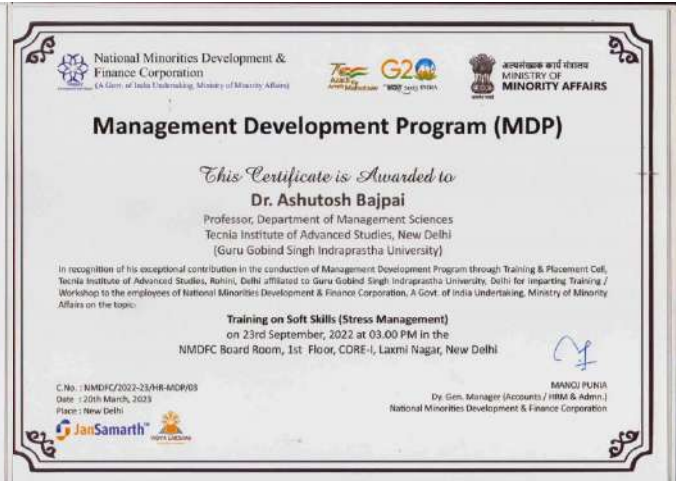 National Minorities Development &
Finance Corporation
(A Govt. of India Undertaking, Ministry of Minority Affairs)
G20
अल्पसंख्यक कार्य मंत्रालय
MINISTRY OF
MINORITY AFFAIRS
Management Development Program (MDP)
This Certificate is Awarded to
Dr. Ashutosh Bajpai
Professor, Department of Management Sciences
Tecnia Institute of Advanced Studies, New Delhi
(Guru Gobind Singh Indraprastha University)
In recognition of his exceptional contribution in the conduction of Management Development Program through Training & Placement Cell,
Tecnia Institute of Advanced Studies, Rohini, Delhi affiliated to Guru Gobind Singh Indraprastha University, Delhi for imparting Training /
Workshop to the employees of National Minorities Development & Finance Corporation, A Govt. of India Undertaking, Ministry of Minority
Affairs on the topic:
Training on Soft Skills (Stress Management)
on 23rd September, 2022 at 03.00 PM in the
NMDFC Board Room, 1st Floor, CORE-I, Laxmi Nagar, New Delhi
C.No. : NMDFC/2022-23/HR-MDP/03
Date : 20th March, 2023
Place : New Delhi
MANOJ PUNIA
Dy. Gen. Manager (Accounts / HRM & Admn.)
National Minorities Development & Finance Corporation
JanSamarth